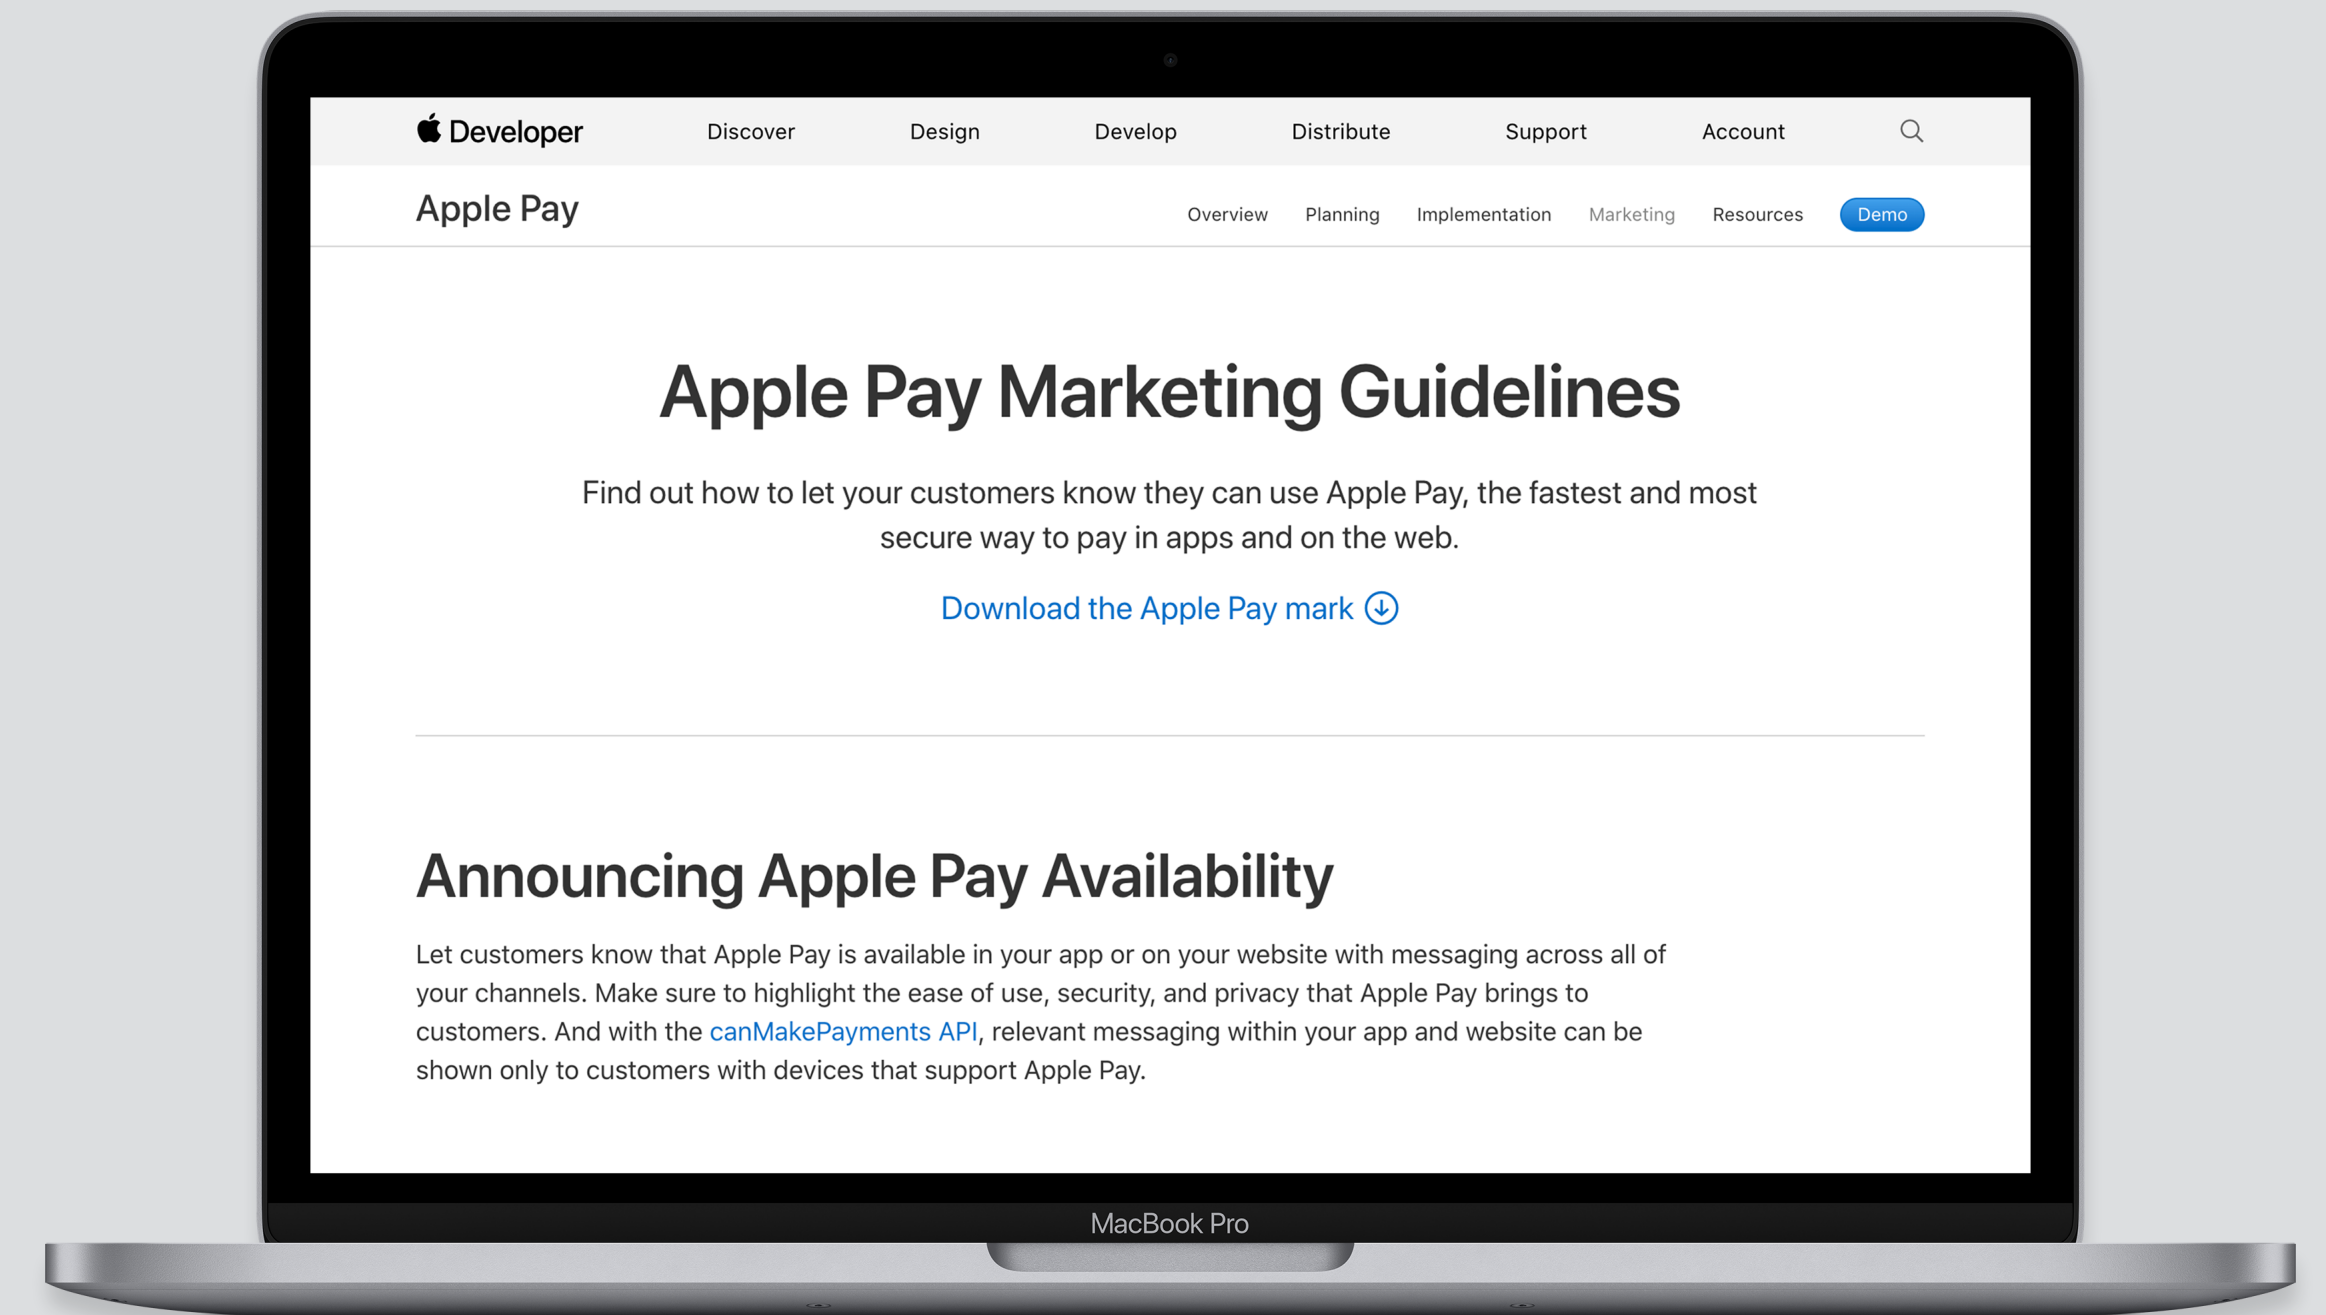 Developer
Discover
Design
Develop
Distribute
Support
Account
Apple Pay
Overview
Planning
Implementation
Marketing
Resources
Demo
Apple Pay Marketing Guidelines
Find out how to let your customers know they can use Apple Pay, the fastest and most
secure way to pay in apps and on the web.
Download the Apple Pay mark
Announcing Apple Pay Availability
Let customers know that Apple Pay is available in your app or on your website with messaging across all of
your channels. Make sure to highlight the ease of use, security, and privacy that Apple Pay brings to
customers. And with the canMakePayments API, relevant messaging within your app and website can be
shown only to customers with devices that support Apple Pay.
MacBook Pro